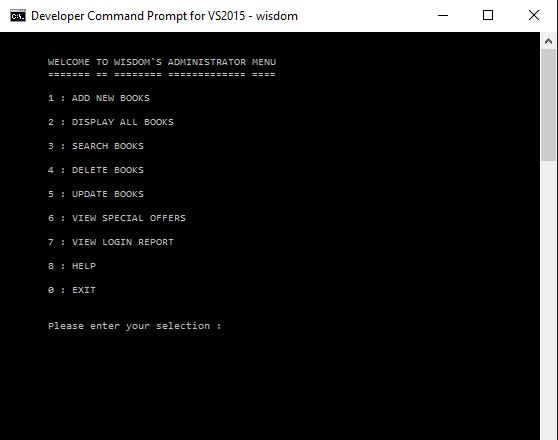 Developer Command Prompt for VS2015 - wisdom
WELCOME TO WISDOM'S ADMINISTRATOR MENU
======= == ======== ============= ====
1 : ADD NEW BOOKS
2 : DISPLAY ALL BOOKS
3 : SEARCH BOOKS
4 : DELETE BOOKS
5 : UPDATE BOOKS
6 : VIEW SPECIAL OFFERS
7 : VIEW LOGIN REPORT
8 : HELP
0 : EXIT
Please enter your selection :